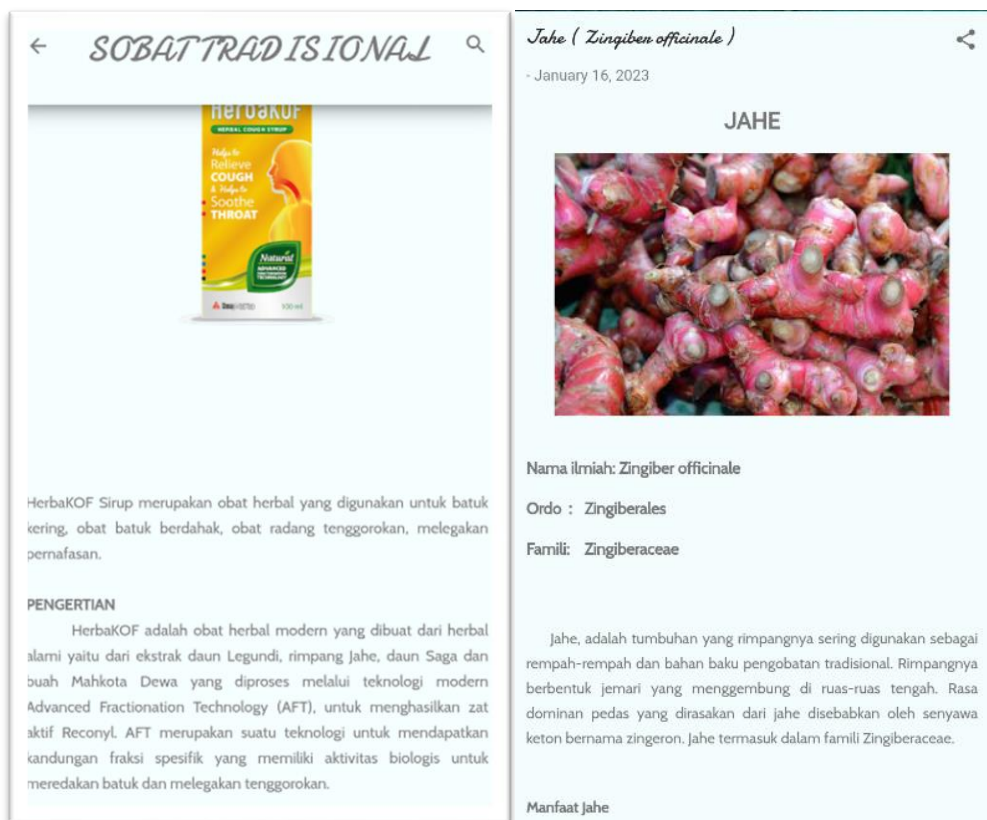 SOBAT TRADISIONAL
HerbaKOF
HERBAL COUGH SYRUP
Helps to
Relieve
COUGH
& Helps to
Soothe
THROAT
Natural
ADVANCED
FRACTIONATION
TECHNOLOGY
100 ml
HerbaKOF Sirup merupakan obat herbal yang digunakan untuk batuk
kering, obat batuk berdahak, obat radang tenggorokan, melegakan
pernafasan.
PENGERTIAN
HerbaKOF adalah obat herbal modern yang dibuat dari herbal
alami yaitu dari ekstrak daun Legundi, rimpang Jahe, daun Saga dan
buah Mahkota Dewa yang diproses melalui teknologi modern
Advanced Fractionation Technology (AFT), untuk menghasilkan zat
aktif Reconyl. AFT merupakan suatu teknologi untuk mendapatkan
kandungan fraksi spesifik yang memiliki aktivitas biologis untuk
meredakan batuk dan melegakan tenggorokan.
Jahe ( Zingiber officinale )
- January 16, 2023
JAHE
Nama ilmiah: Zingiber officinale
Ordo : Zingiberales
Famili: Zingiberaceae
Jahe, adalah tumbuhan yang rimpangnya sering digunakan sebagai
rempah-rempah dan bahan baku pengobatan tradisional. Rimpangnya
berbentuk jemari yang menggembung di ruas-ruas tengah. Rasa
dominan pedas yang dirasakan dari jahe disebabkan oleh senyawa
keton bernama zingeron. Jahe termasuk dalam famili Zingiberaceae.
Manfaat Jahe